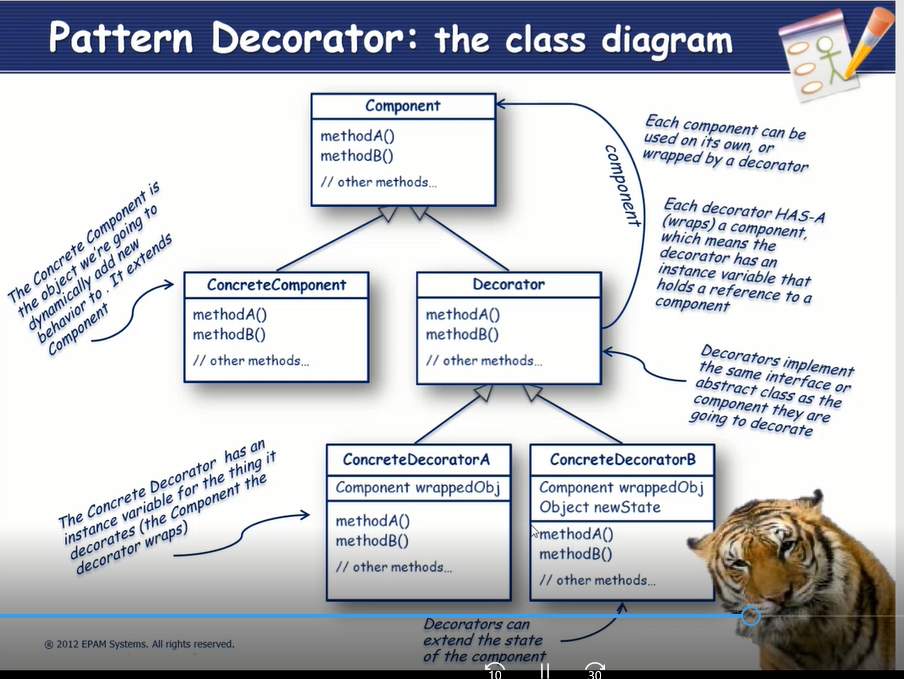 Pattern Decorator: the class diagram
Component
methodA()
methodB()
// other methods...
component
Each component can be
used on its own, or
wrapped by a decorator
Each decorator HAS-A
(wraps) a component,
which means the
decorator has an
instance variable that
holds a reference to a
component
The Concrete Component is
the object we're going to
dynamically add new
behavior to . It extends
Component
ConcreteComponent
methodA()
methodB()
// other methods...
Decorator
methodA()
methodB()
// other methods...
Decorators implement
the same interface or
abstract class as the
component they are
going to decorate
The Concrete Decorator has an
instance variable for the thing it
decorates (the Component the
decorator wraps)
ConcreteDecoratorA
Component wrappedObj
methodA()
methodB()
// other methods...
ConcreteDecoratorB
Component wrappedObj
Object newState
methodA()
methodB()
// other methods...
Decorators can
extend the state
of the component
® 2012 EPAM Systems. All rights reserved.
10
30